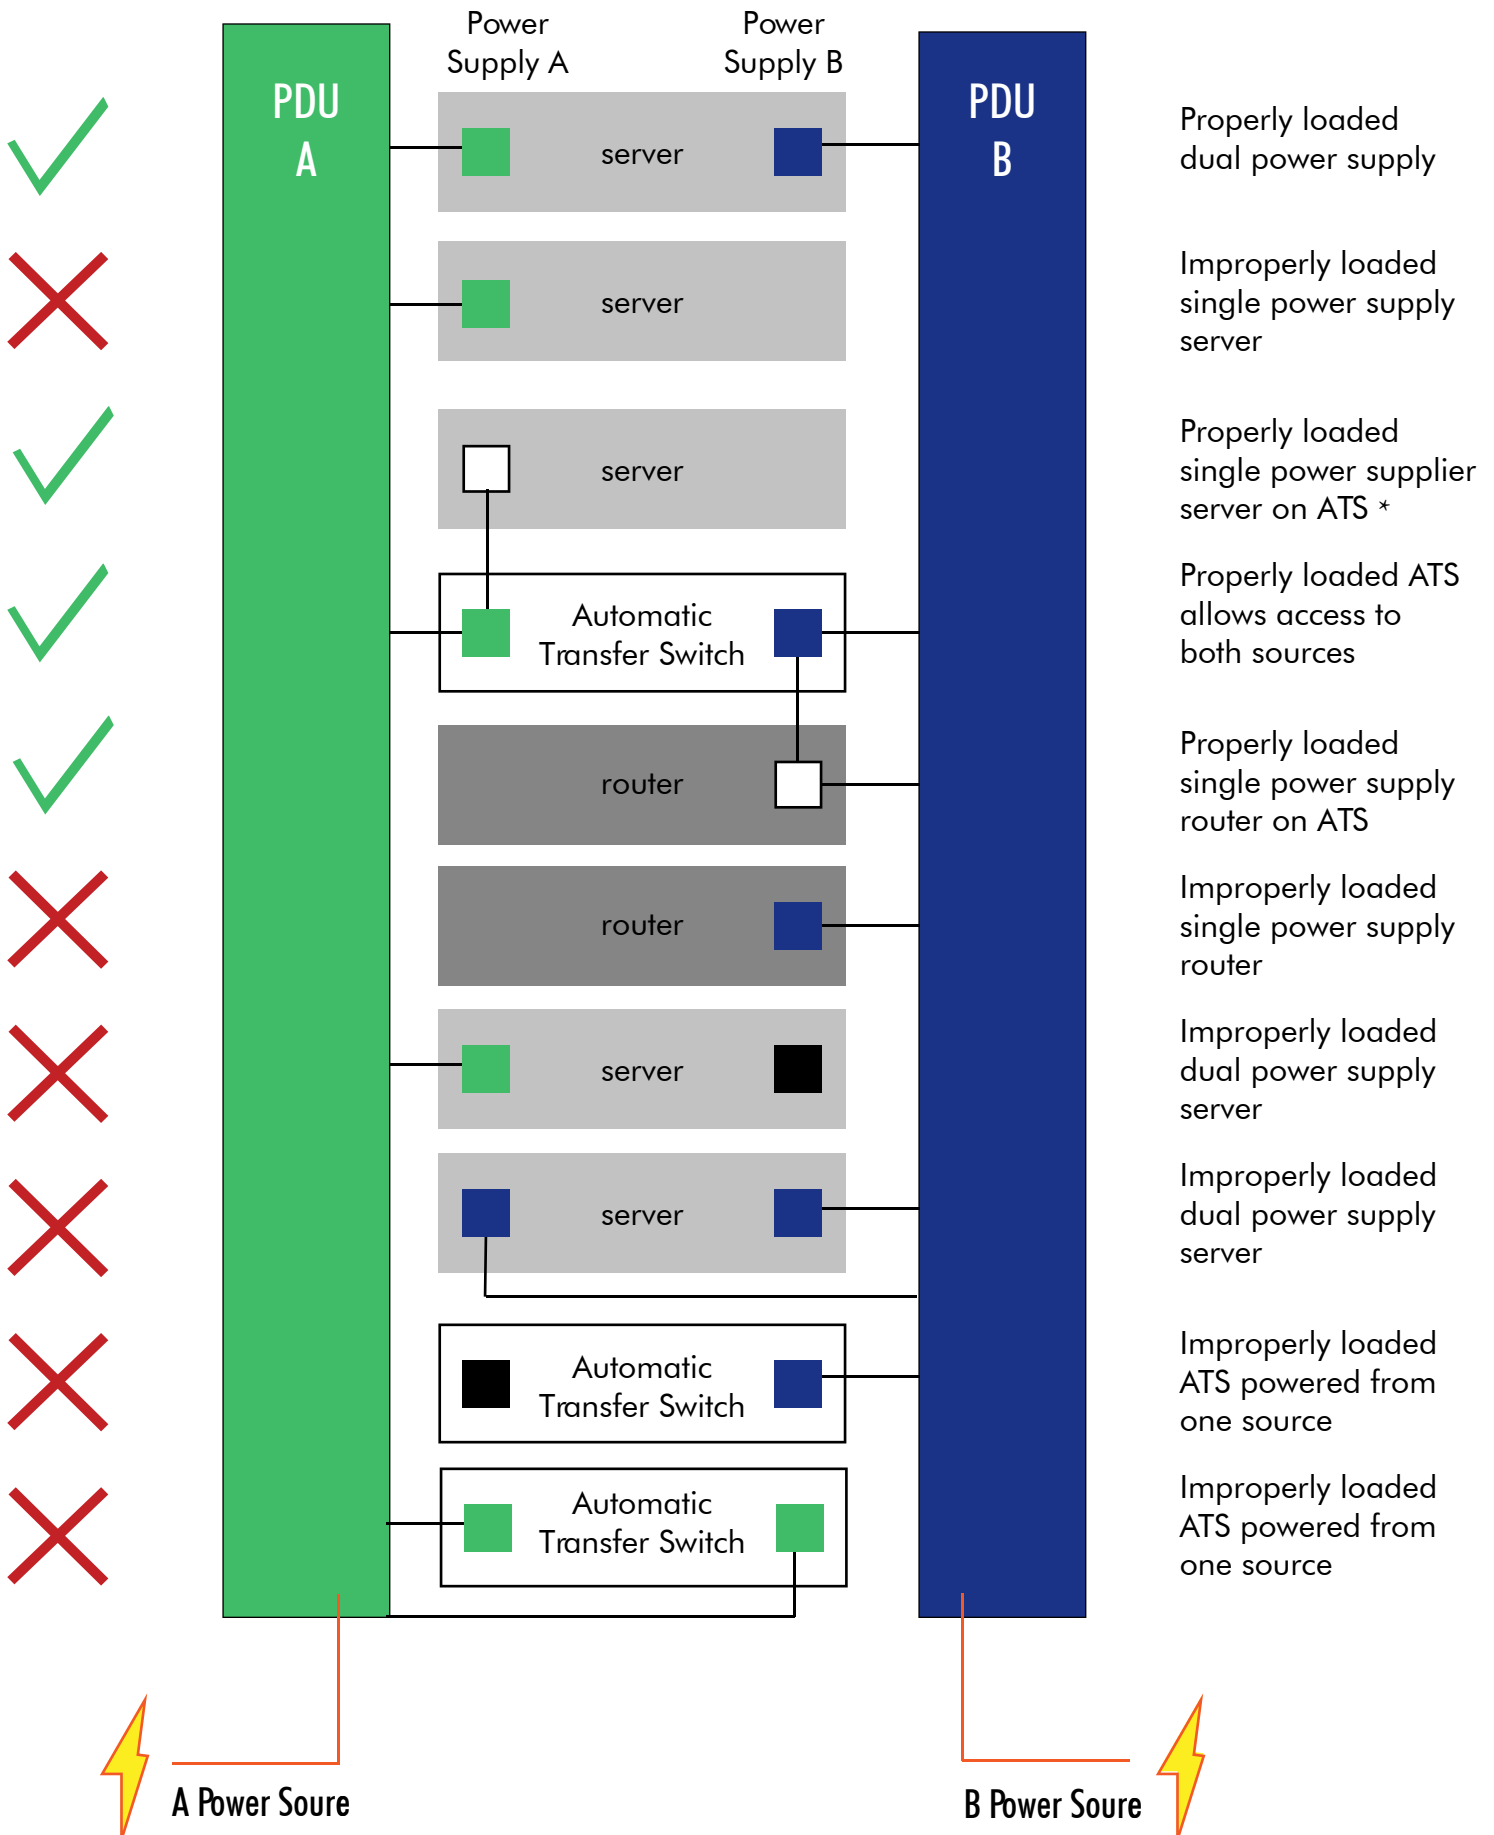 Power
Supply A
Power
Supply B
PDU
A
PDU
B
server
Properly loaded
dual power supply
server
Improperly loaded
single power supply
server
server
Properly loaded
single power supplier
server on ATS *
Automatic
Transfer Switch
Properly loaded ATS
allows access to
both sources
router
Properly loaded
single power supply
router on ATS
router
Improperly loaded
single power supply
router
server
Improperly loaded
dual power supply
server
server
Improperly loaded
dual power supply
server
Automatic
Transfer Switch
Improperly loaded
ATS powered from
one source
Automatic
Transfer Switch
Improperly loaded
ATS powered from
one source
A Power Soure
B Power Soure